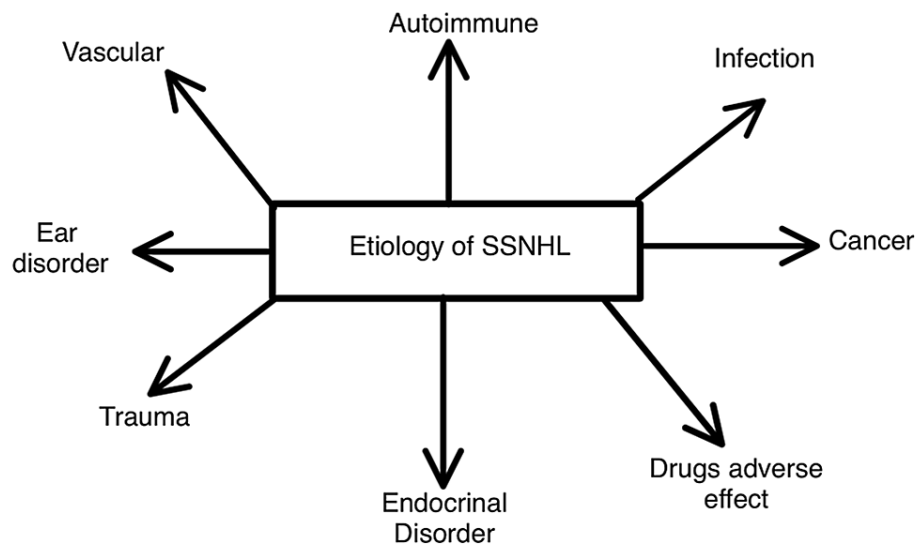 Autoimmune
Vascular
Infection
Ear
disorder
Etiology of SSNHL
Cancer
Trauma
Drugs adverse
effect
Endocrinal
Disorder